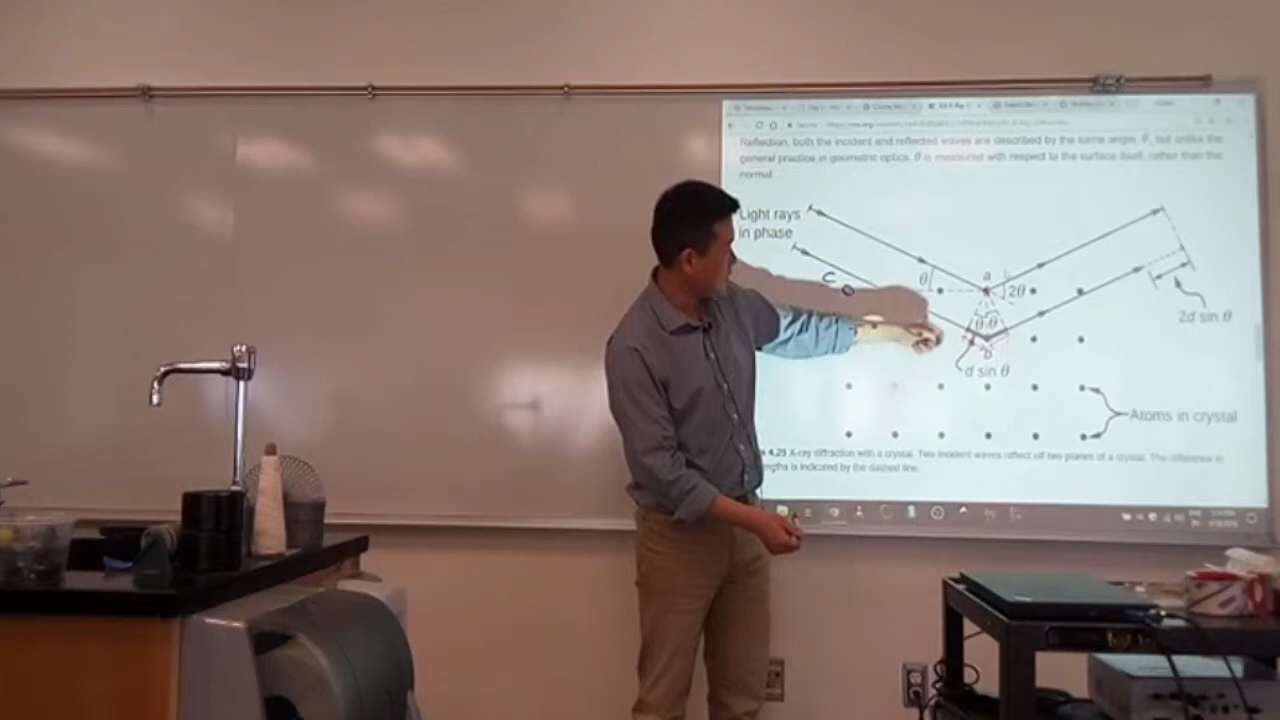 Reflection, both the incident and reflected waves are described by the same angle, θ, but unlike the
general practice in geometric optics, θ is measured with respect to the surface itself, rather than the
normal.
Light rays
in phase
C
θ
a
2θ
θ θ
b
d sin θ
2d sin θ
Atoms in crystal
4.23 X-ray diffraction with a crystal. Two incident waves reflect off two planes of a crystal. The difference in
is indicated by the dashed line.